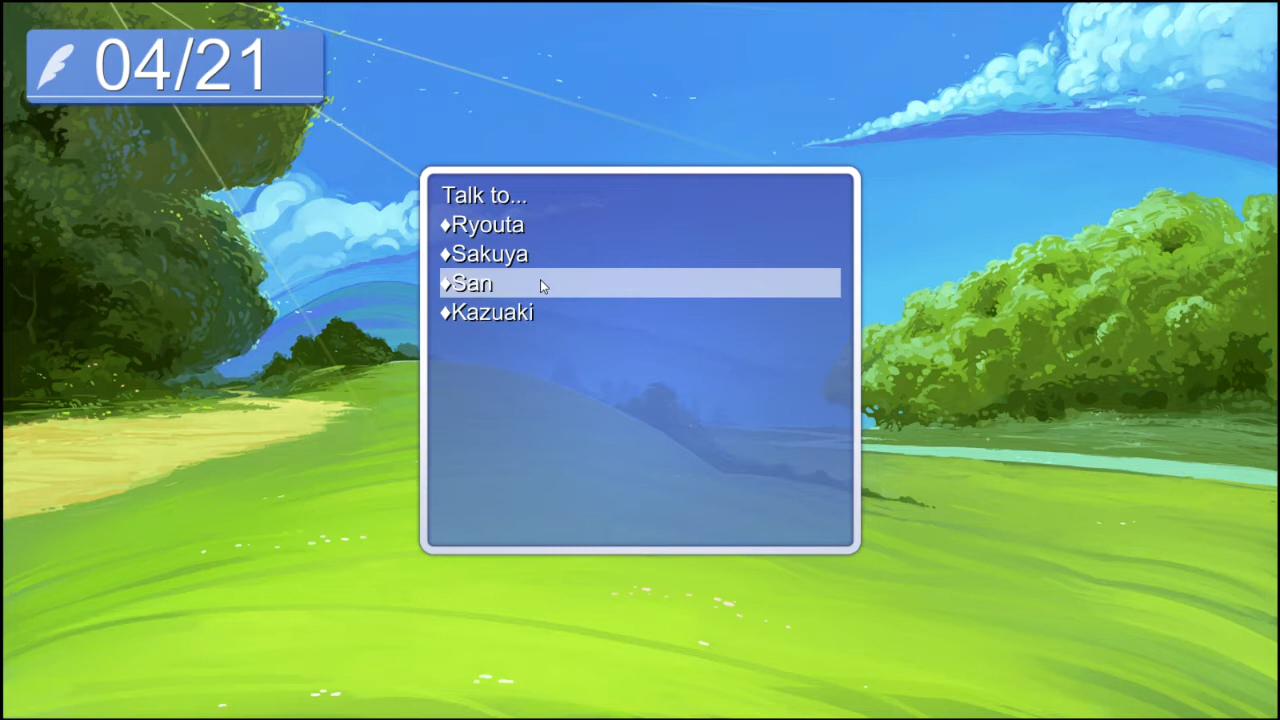 04/21
Talk to...
♦Ryouta
♦Sakuya
♦San
♦Kazuaki